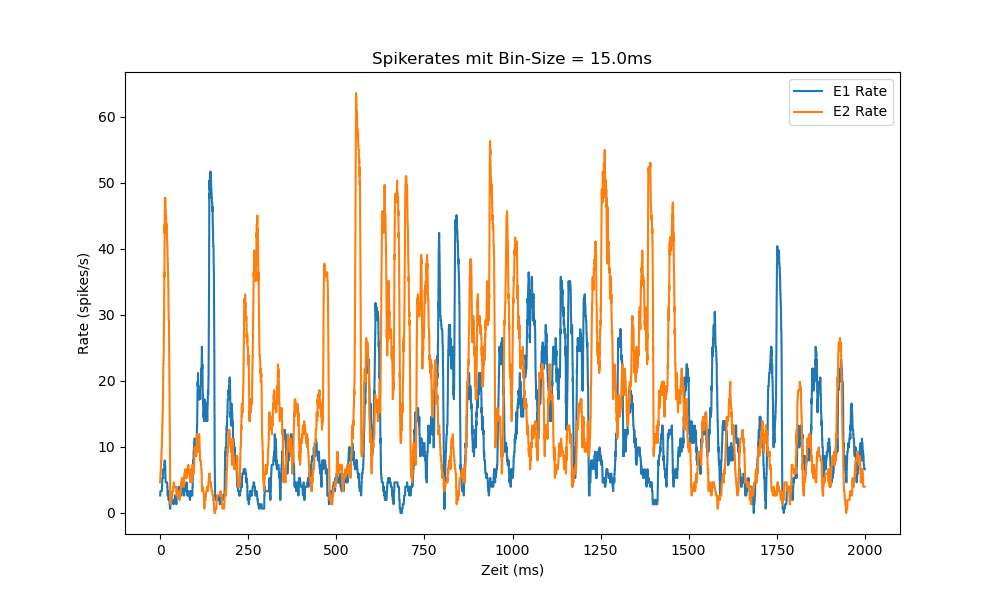 Spikerates mit Bin-Size = 15.0ms
E1 Rate
E2 Rate
60
50
40
30
20
10
0
Rate (spikes/s)
0 250 500 750 1000 1250 1500 1750 2000
Zeit (ms)